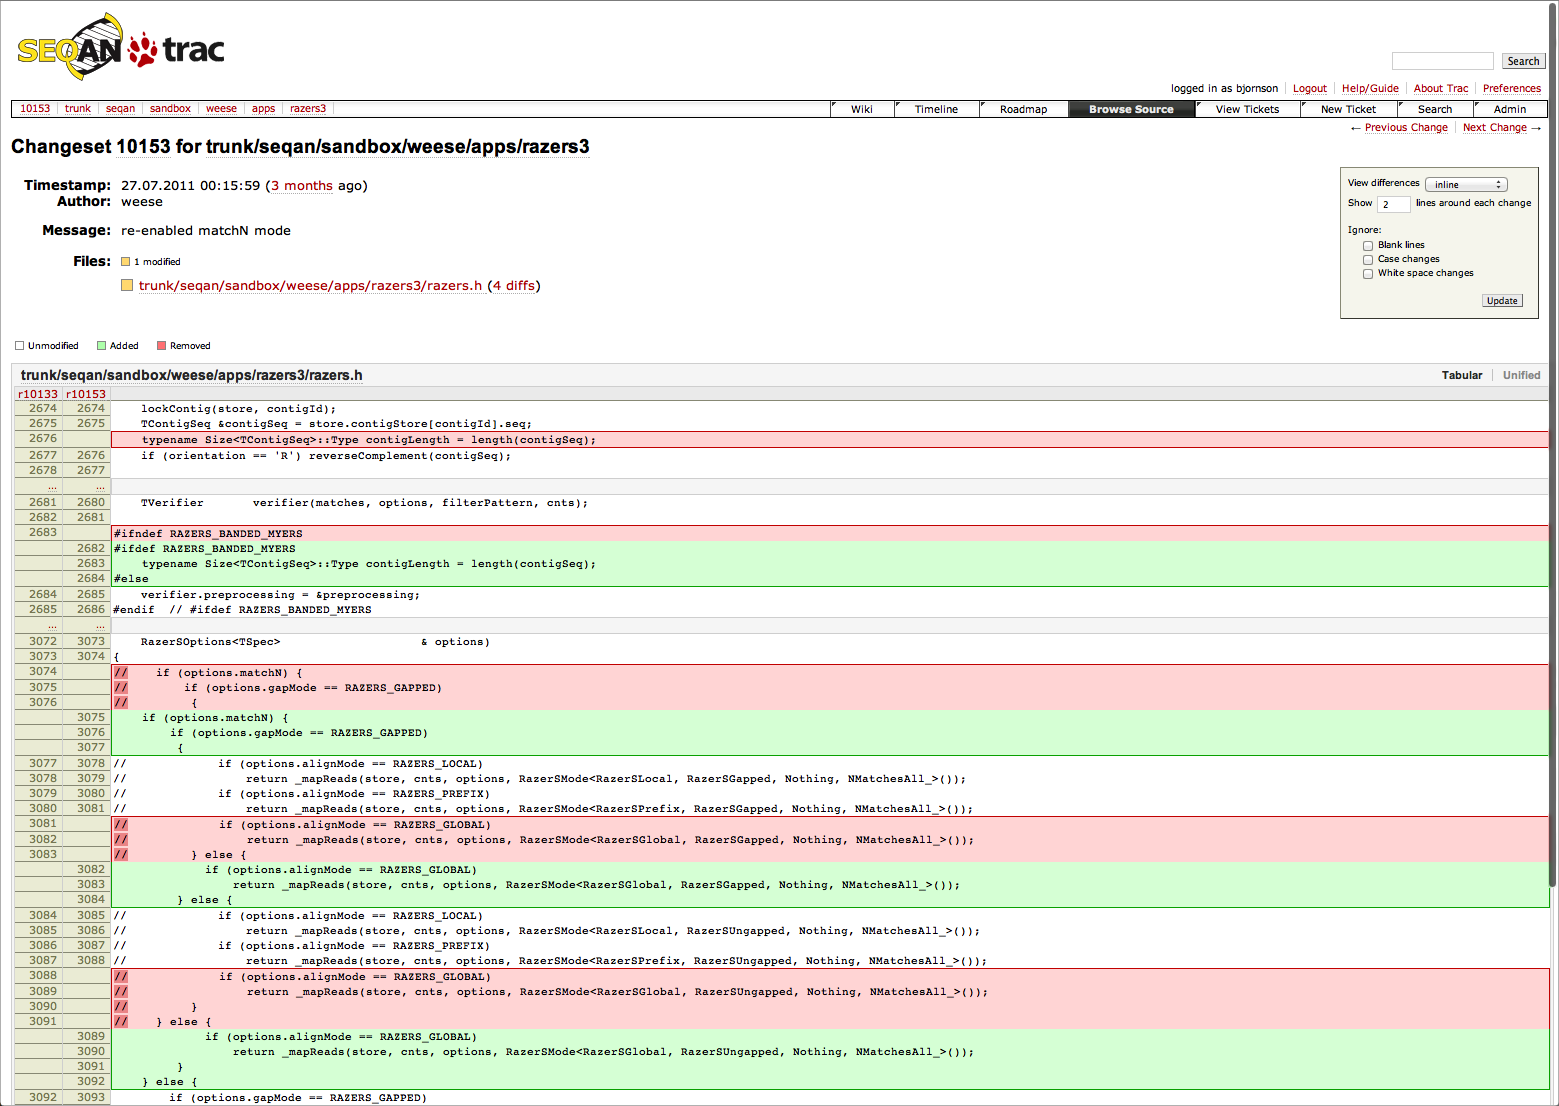 SEQAN trac
Search
logged in as bjornson Logout Help/Guide About Trac Preferences
10153 trunk seqan sandbox weese apps razers3 Wiki Timeline Roadmap Browse Source View Tickets New Ticket Search Admin
← Previous Change Next Change →
Changeset 10153 for trunk/seqan/sandbox/weese/apps/razers3
Timestamp: 27.07.2011 00:15:59 (3 months ago)
Author: weese
Message: re-enabled matchN mode
Files: 1 modified
trunk/seqan/sandbox/weese/apps/razers3/razers.h (4 diffs)
View differences inline
Show 2 lines around each change
Ignore:
Blank lines
Case changes
White space changes
Update
Unmodified Added Removed
trunk/seqan/sandbox/weese/apps/razers3/razers.h Tabular Unified
r10133 r10153
2674 2674 lockContig(store, contigId);
2675 2675 TContigSeq &contigSeq = store.contigStore[contigId].seq;
2676 typename Size<TContigSeq>::Type contigLength = length(contigSeq);
2677 2676 if (orientation == 'R') reverseComplement(contigSeq);
2678 2677
... ...
2681 2680 TVerifier verifier(matches, options, filterPattern, cnts);
2682 2681
2683 #ifndef RAZERS_BANDED_MYERS
2682 #ifdef RAZERS_BANDED_MYERS
2683 typename Size<TContigSeq>::Type contigLength = length(contigSeq);
2684 #else
2684 2685 verifier.preprocessing = &preprocessing;
2685 2686 #endif // #ifdef RAZERS_BANDED_MYERS
... ...
3072 3073 RazerSOptions<TSpec> & options)
3073 3074 {
3074 // if (options.matchN) {
3075 // if (options.gapMode == RAZERS_GAPPED)
3076 // {
3075 if (options.matchN) {
3076 if (options.gapMode == RAZERS_GAPPED)
3077 {
3077 3078 // if (options.alignMode == RAZERS_LOCAL)
3078 3079 // return _mapReads(store, cnts, options, RazerSMode<RazerSLocal, RazerSGapped, Nothing, NMatchesAll_>());
3079 3080 // if (options.alignMode == RAZERS_PREFIX)
3080 3081 // return _mapReads(store, cnts, options, RazerSMode<RazerSPrefix, RazerSGapped, Nothing, NMatchesAll_>());
3081 // if (options.alignMode == RAZERS_GLOBAL)
3082 // return _mapReads(store, cnts, options, RazerSMode<RazerSGlobal, RazerSGapped, Nothing, NMatchesAll_>());
3083 // } else {
3082 if (options.alignMode == RAZERS_GLOBAL)
3083 return _mapReads(store, cnts, options, RazerSMode<RazerSGlobal, RazerSGapped, Nothing, NMatchesAll_>());
3084 } else {
3084 3085 // if (options.alignMode == RAZERS_LOCAL)
3085 3086 // return _mapReads(store, cnts, options, RazerSMode<RazerSLocal, RazerSUngapped, Nothing, NMatchesAll_>());
3086 3087 // if (options.alignMode == RAZERS_PREFIX)
3087 3088 // return _mapReads(store, cnts, options, RazerSMode<RazerSPrefix, RazerSUngapped, Nothing, NMatchesAll_>());
3088 // if (options.alignMode == RAZERS_GLOBAL)
3089 // return _mapReads(store, cnts, options, RazerSMode<RazerSGlobal, RazerSUngapped, Nothing, NMatchesAll_>());
3090 // }
3091 // } else {
3089 if (options.alignMode == RAZERS_GLOBAL)
3090 return _mapReads(store, cnts, options, RazerSMode<RazerSGlobal, RazerSUngapped, Nothing, NMatchesAll_>());
3091 }
3092 } else {
3092 3093 if (options.gapMode == RAZERS_GAPPED)